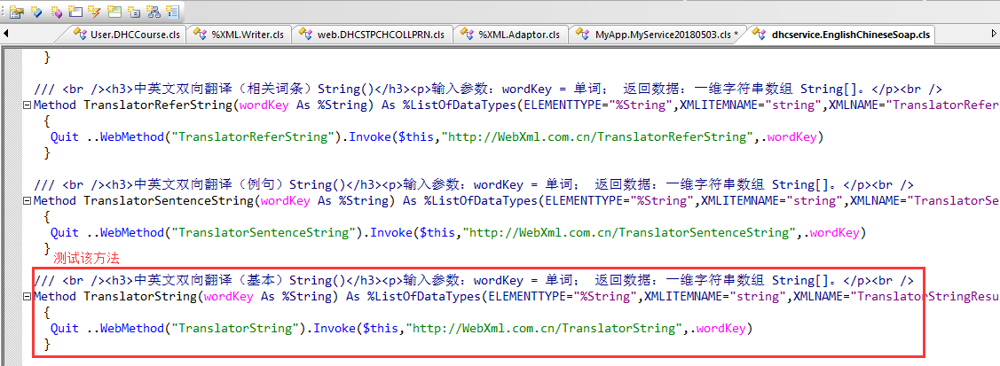 User.DHCCourse.cls %XML.Writer.cls web.DHCSTPCHCOLLPRN.cls %XML.Adaptor.cls MyApp.MyService20180503.cls * dhcservice.EnglishChineseSoap.cls
}
/// <br /><h3>中英文双向翻译（相关词条）String()</h3><p>输入参数：wordKey = 单词； 返回数据：一维字符串数组 String[]。</p><br />
Method TranslatorReferString(wordKey As %String) As %ListOfDataTypes(ELEMENTTYPE="%String",XMLITEMNAME="string",XMLNAME="TranslatorRefer
{
Quit ..WebMethod("TranslatorReferString").Invoke($this,"http://WebXml.com.cn/TranslatorReferString",.wordKey)
}
/// <br /><h3>中英文双向翻译（例句）String()</h3><p>输入参数：wordKey = 单词； 返回数据：一维字符串数组 String[]。</p><br />
Method TranslatorSentenceString(wordKey As %String) As %ListOfDataTypes(ELEMENTTYPE="%String",XMLITEMNAME="string",XMLNAME="TranslatorSe
{
Quit ..WebMethod("TranslatorSentenceString").Invoke($this,"http://WebXml.com.cn/TranslatorSentenceString",.wordKey)
}
测试该方法
/// <br /><h3>中英文双向翻译（基本）String()</h3><p>输入参数：wordKey = 单词； 返回数据：一维字符串数组 String[]。</p><br />
Method TranslatorString(wordKey As %String) As %ListOfDataTypes(ELEMENTTYPE="%String",XMLITEMNAME="string",XMLNAME="TranslatorStringResu
{
Quit ..WebMethod("TranslatorString").Invoke($this,"http://WebXml.com.cn/TranslatorString",.wordKey)
}